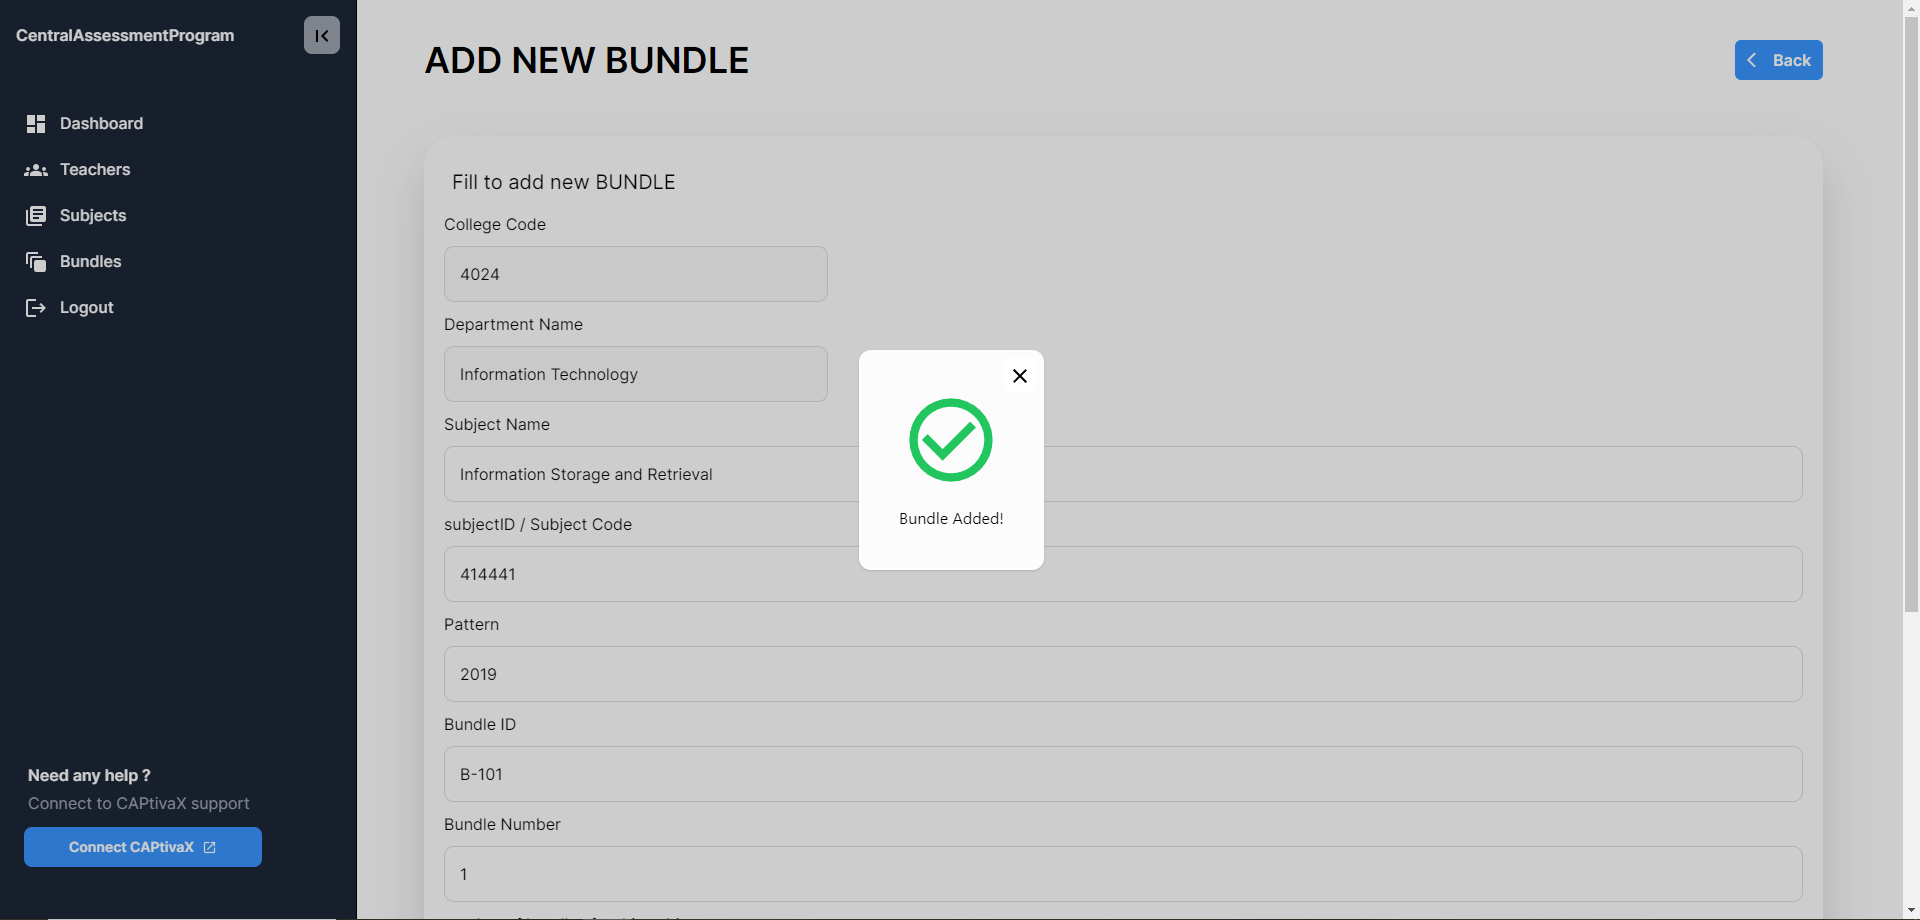 CentralAssessmentProgram
Dashboard
Teachers
Subjects
Bundles
Logout
Need any help ?
Connect to CAPtivaX support
Connect CAPtivaX
ADD NEW BUNDLE
Back
Fill to add new BUNDLE
College Code
4024
Department Name
Information Technology
Subject Name
Information Storage and Retrieval
subjectID / Subject Code
414441
Pattern
2019
Bundle ID
B-101
Bundle Number
1
Bundle Added!